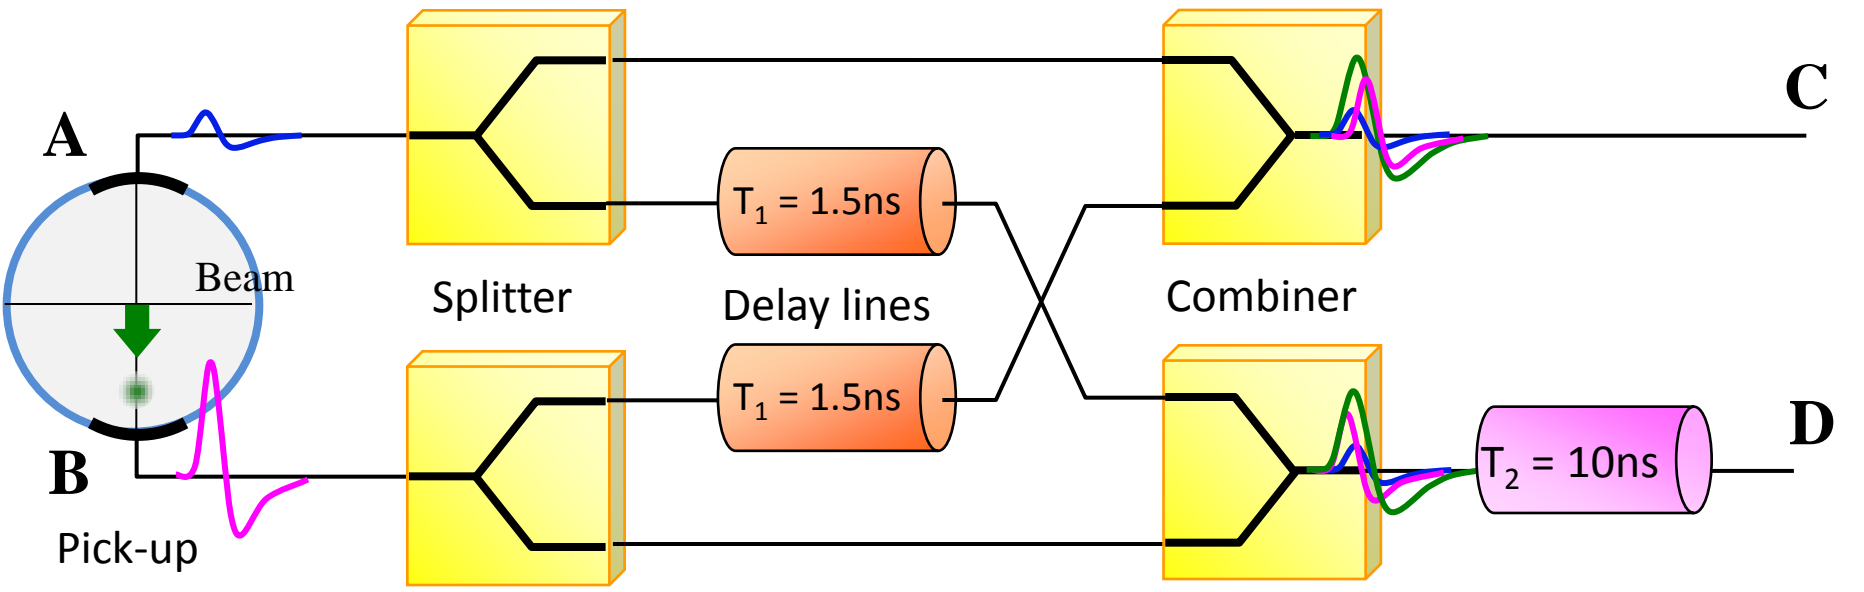 A
Beam
B
Pick-up
Splitter
T₁ = 1.5ns
Delay lines
T₁ = 1.5ns
Combiner
C
T₂ = 10ns
D